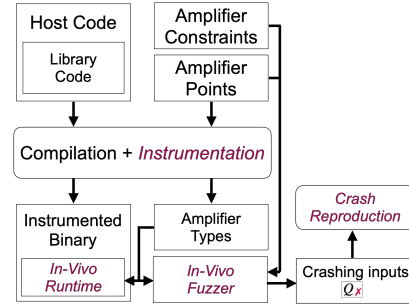 Host Code
Library
Code
Amplifier
Constraints
Amplifier
Points
Compilation + Instrumentation
Instrumented
Binary
In-Vivo
Runtime
Amplifier
Types
In-Vivo
Fuzzer
Crash
Reproduction
Crashing inputs
Q✗